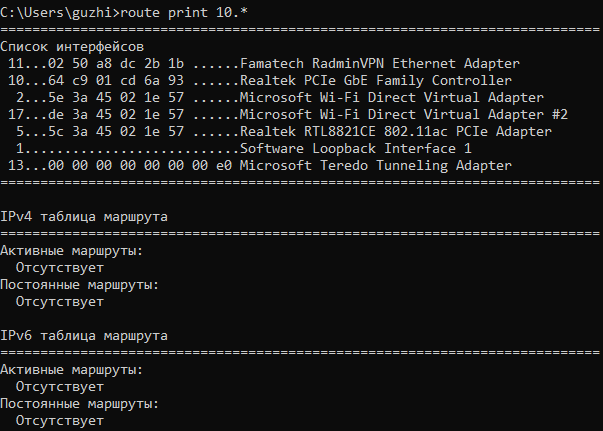 C:\Users\guzhi>route print 10.*
===========================================================================
Список интерфейсов
 11...02 50 a8 dc 2b 1b ......Famatech RadminVPN Ethernet Adapter
 10...64 c9 01 cd 6a 93 ......Realtek PCIe GbE Family Controller
  2...5e 3a 45 02 1e 57 ......Microsoft Wi-Fi Direct Virtual Adapter
 17...de 3a 45 02 1e 57 ......Microsoft Wi-Fi Direct Virtual Adapter #2
  5...5c 3a 45 02 1e 57 ......Realtek RTL8821CE 802.11ac PCIe Adapter
  1...........................Software Loopback Interface 1
 13...00 00 00 00 00 00 00 e0 Microsoft Teredo Tunneling Adapter
===========================================================================

IPv4 таблица маршрута
===========================================================================
Активные маршруты:
  Отсутствует
Постоянные маршруты:
  Отсутствует

IPv6 таблица маршрута
===========================================================================
Активные маршруты:
  Отсутствует
Постоянные маршруты:
  Отсутствует